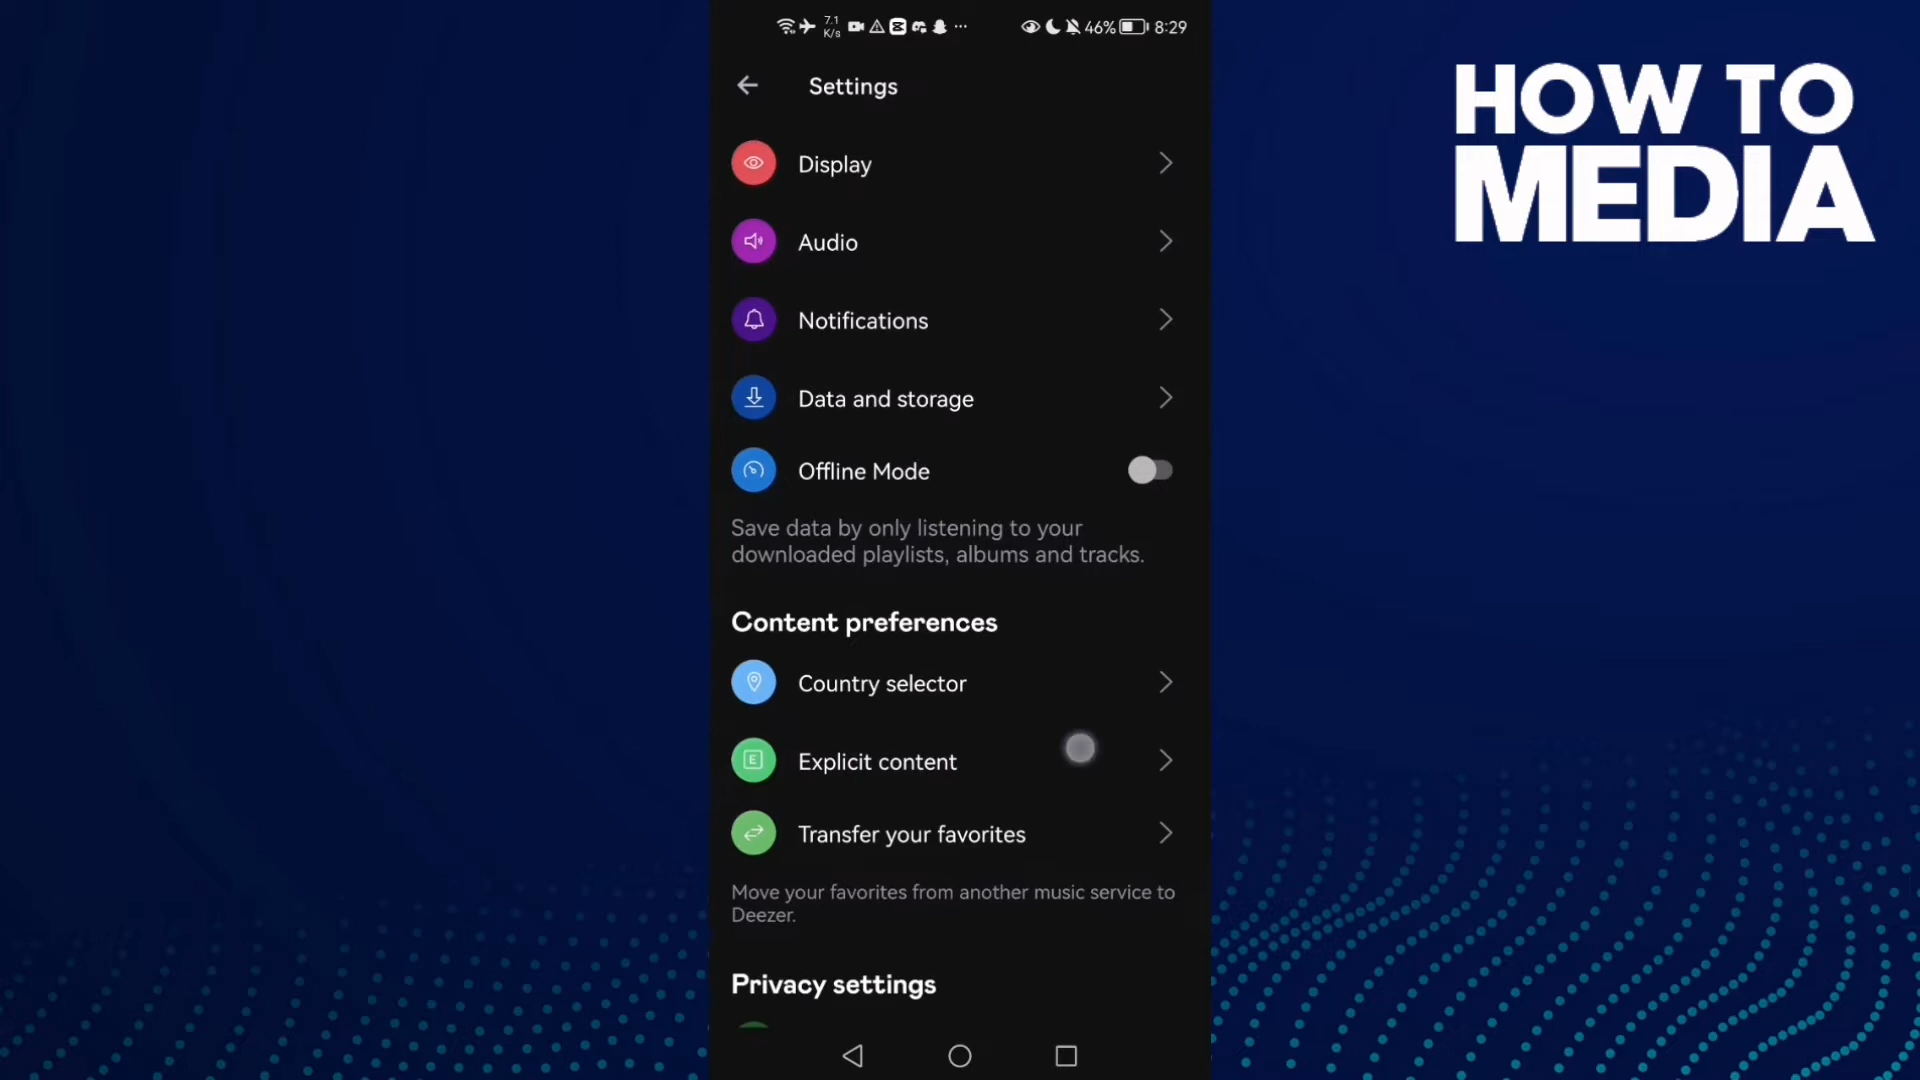 7.1
K/s
46%
8:29
Settings
HOW TO
MEDIA
Display
Audio
Notifications
Data and storage
Offline Mode
Save data by only listening to your
downloaded playlists, albums and tracks.
Content preferences
Country selector
E
Explicit content
Transfer your favorites
Move your favorites from another music service to
Deezer.
Privacy settings